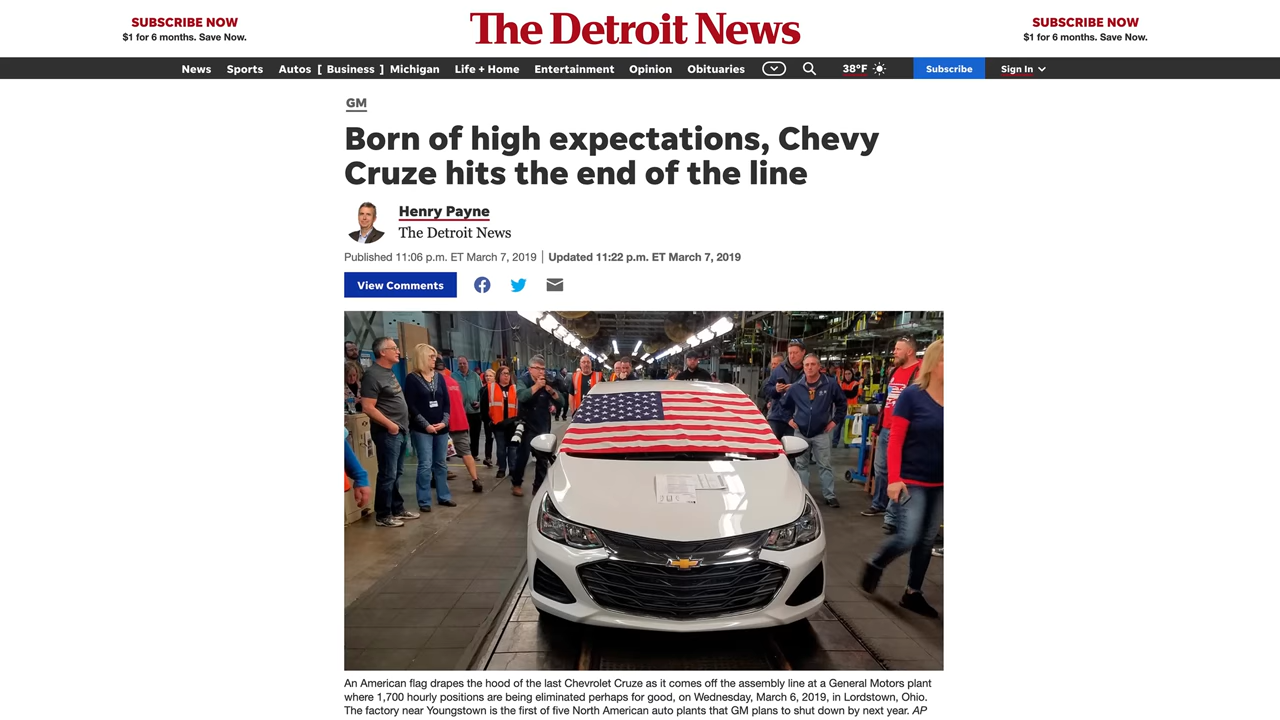 SUBSCRIBE NOW
$1 for 6 months. Save Now.
The Detroit News
SUBSCRIBE NOW
$1 for 6 months. Save Now.
News Sports Autos [ Business ] Michigan Life + Home Entertainment Opinion Obituaries 38°F Subscribe Sign In
GM
Born of high expectations, Chevy
Cruze hits the end of the line
Henry Payne
The Detroit News
Published 11:06 p.m. ET March 7, 2019 | Updated 11:22 p.m. ET March 7, 2019
View Comments
An American flag drapes the hood of the last Chevrolet Cruze as it comes off the assembly line at a General Motors plant
where 1,700 hourly positions are being eliminated perhaps for good, on Wednesday, March 6, 2019, in Lordstown, Ohio.
The factory near Youngstown is the first of five North American auto plants that GM plans to shut down by next year. AP